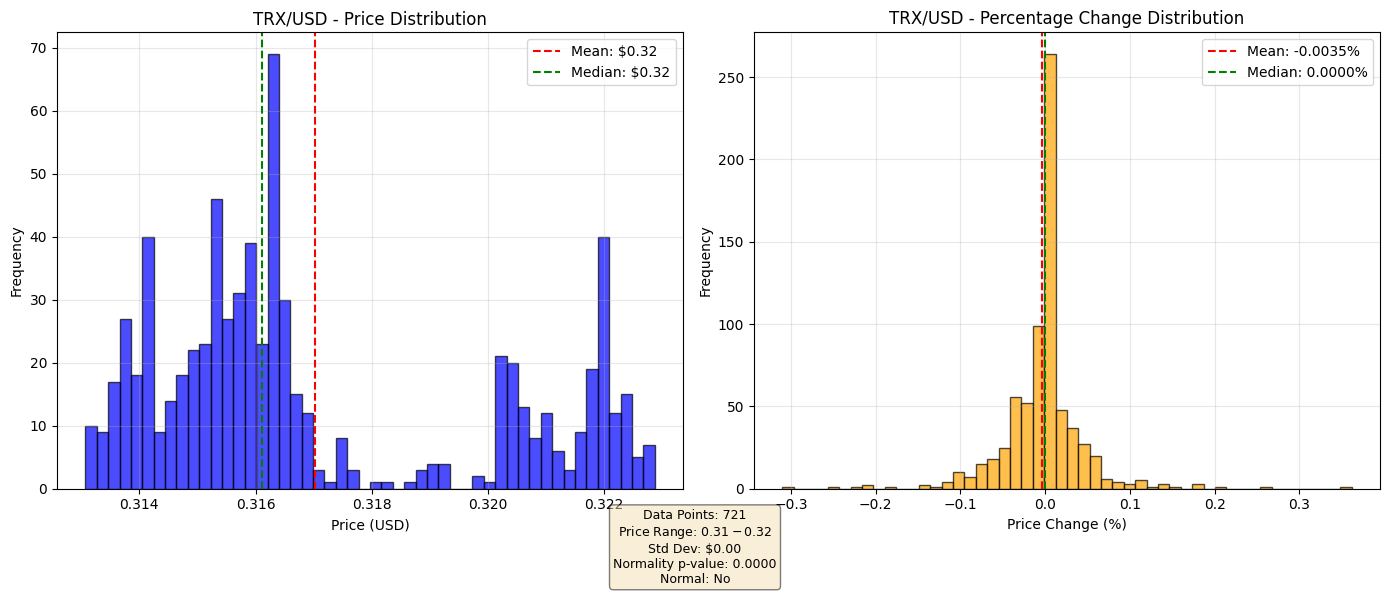 TRX/USD - Price Distribution
TRX/USD - Percentage Change Distribution
Mean: $0.32
Median: $0.32
Mean: -0.0035%
Median: 0.0000%
70
60
50
40
30
20
10
0
Frequency
0.314
0.316
0.318
0.320
0.322
Price (USD)
250
200
150
100
50
0
Frequency
−0.3
−0.2
−0.1
0.0
0.1
0.2
0.3
Price Change (%)
Data Points: 721
Price Range: 0.31 − 0.32
Std Dev: $0.00
Normality p-value: 0.0000
Normal: No